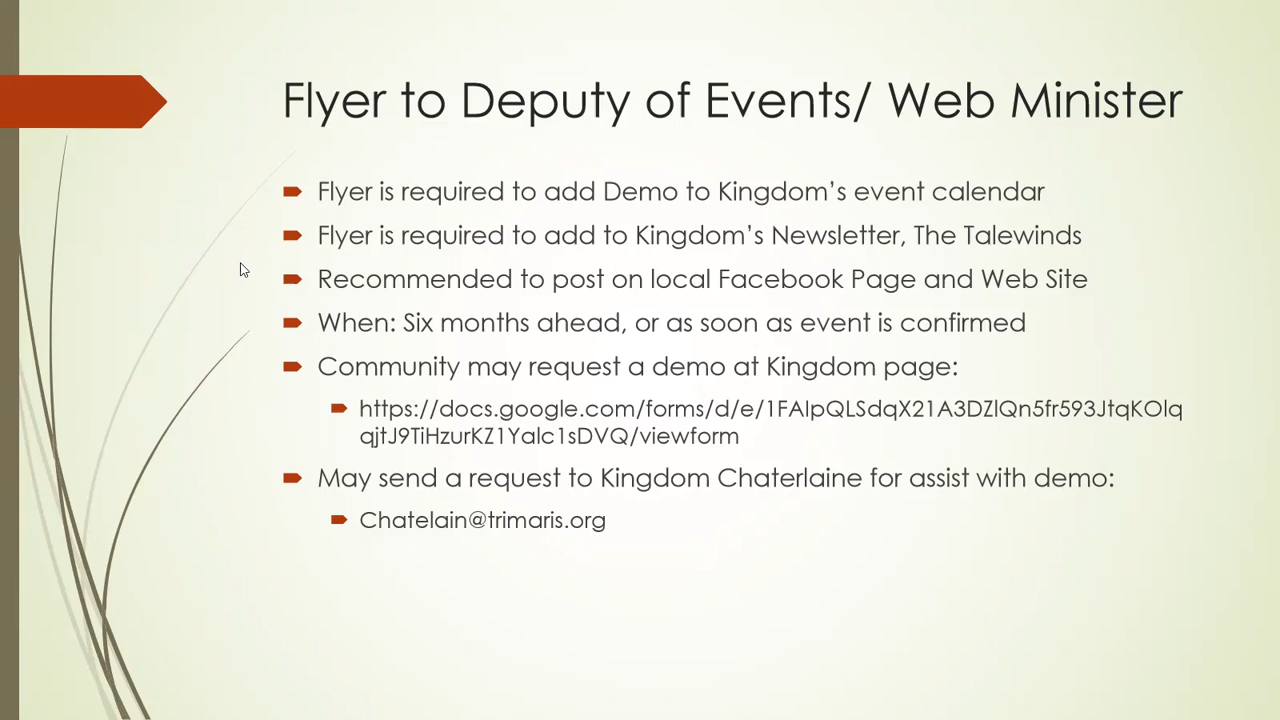 Flyer to Deputy of Events/ Web Minister
Flyer is required to add Demo to Kingdom’s event calendar
Flyer is required to add to Kingdom’s Newsletter, The Talewinds
Recommended to post on local Facebook Page and Web Site
When: Six months ahead, or as soon as event is confirmed
Community may request a demo at Kingdom page:
https://docs.google.com/forms/d/e/1FAIpQLSdqX21A3DZlQn5fr593JtqKOlq
qjtJ9TiHzurKZ1Yalc1sDVQ/viewform
May send a request to Kingdom Chaterlaine for assist with demo:
Chatelain@trimaris.org